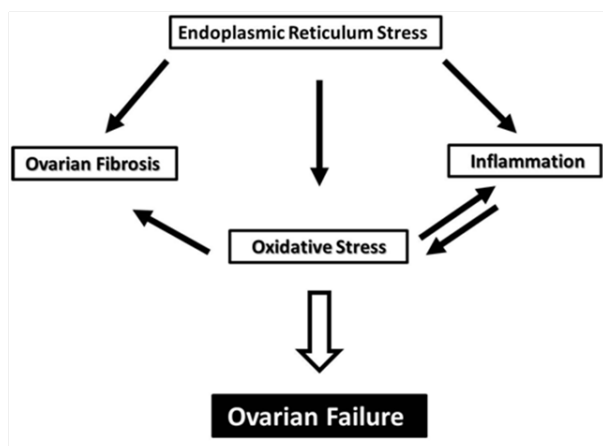 Endoplasmic Reticulum Stress
Ovarian Fibrosis
Inflammation
Oxidative Stress
Ovarian Failure